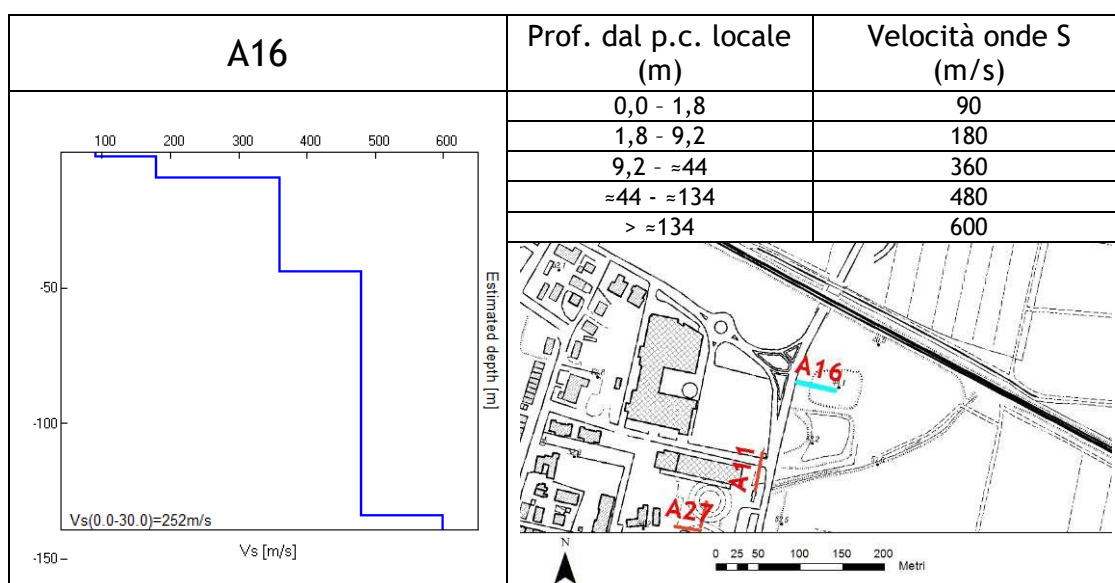 A16
Prof. dal p.c. locale
(m)
Velocità onde S
(m/s)
0,0 – 1,8
90
1,8 – 9,2
180
9,2 – ≈44
360
≈44 - ≈134
480
> ≈134
600
100 200 300 400 500 600
-50
-100
-150
Estimated depth [m]
Vs(0.0-30.0)=252m/s
Vs [m/s]
A16
A11
A27
N
0 25 50 100 150 200
Metri